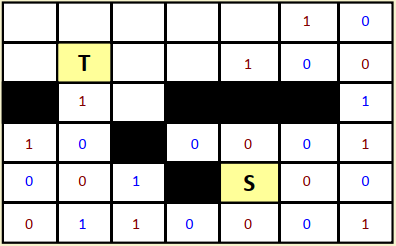 1 0
T 1 0 0
1 1
1 0 0 0 0 1
0 0 1 S 0 0
0 1 1 0 0 0 1